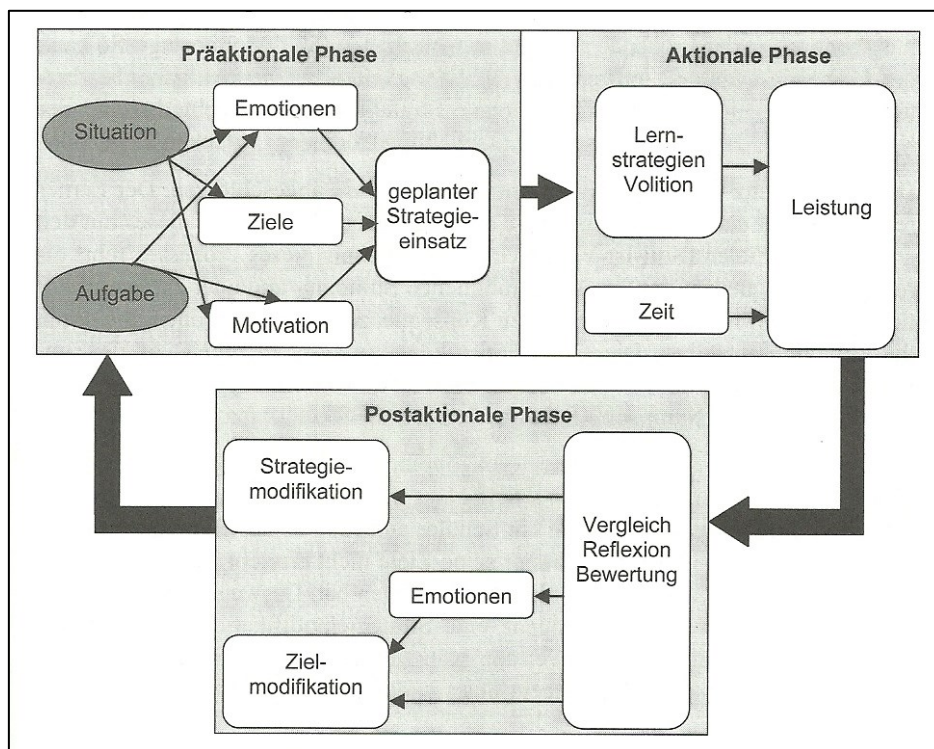 Präaktionale Phase
Situation
Aufgabe
Emotionen
Ziele
Motivation
geplanter
Strategie-
einsatz
Aktionale Phase
Lern-
strategien
Volition
Zeit
Leistung
Postaktionale Phase
Strategie-
modifikation
Emotionen
Ziel-
modifikation
Vergleich
Reflexion
Bewertung